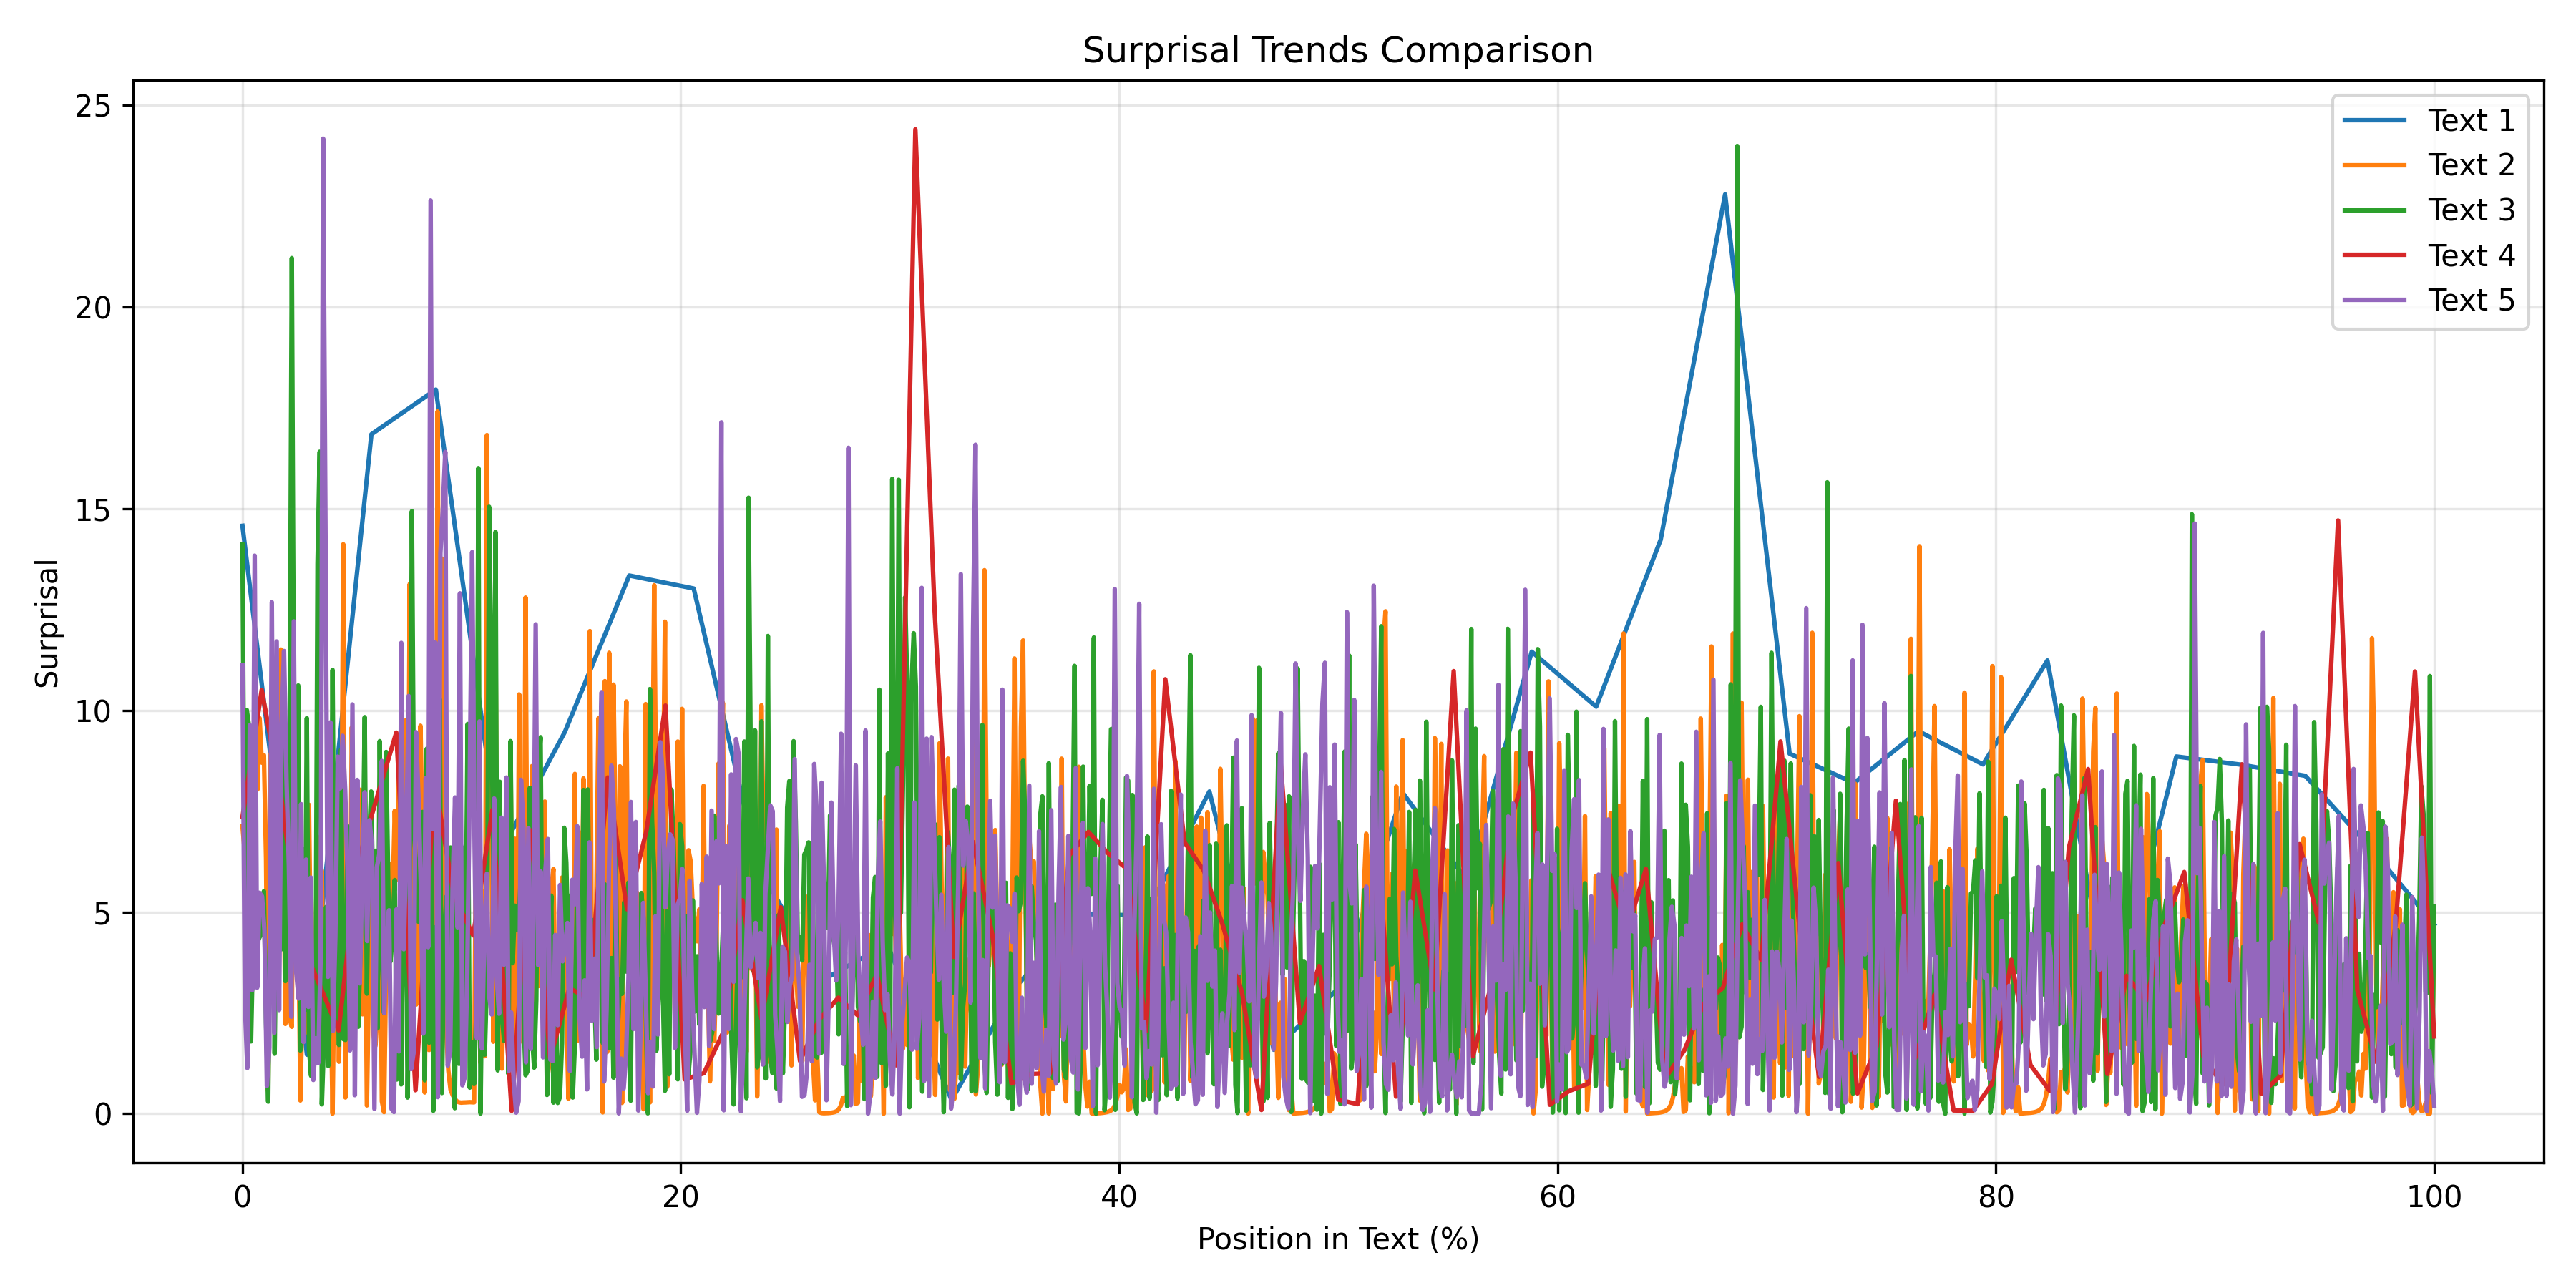 Surprisal Trends Comparison
25
20
15
10
5
0
Surprisal
Text 1
Text 2
Text 3
Text 4
Text 5
0 20 40 60 80 100
Position in Text (%)